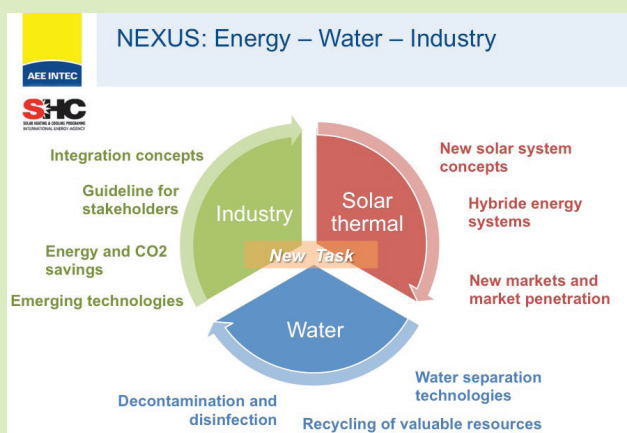 NEXUS: Energy – Water – Industry
AEE INTEC
SHC
SOLAR HEATING & COOLING PROGRAMME
INTERNATIONAL ENERGY AGENCY
Integration concepts
Guideline for
stakeholders
Energy and CO2
savings
Emerging technologies
Industry
Solar
thermal
New Task
Water
New solar system
concepts
Hybride energy
systems
New markets and
market penetration
Decontamination and
disinfection
Water separation
technologies
Recycling of valuable resources